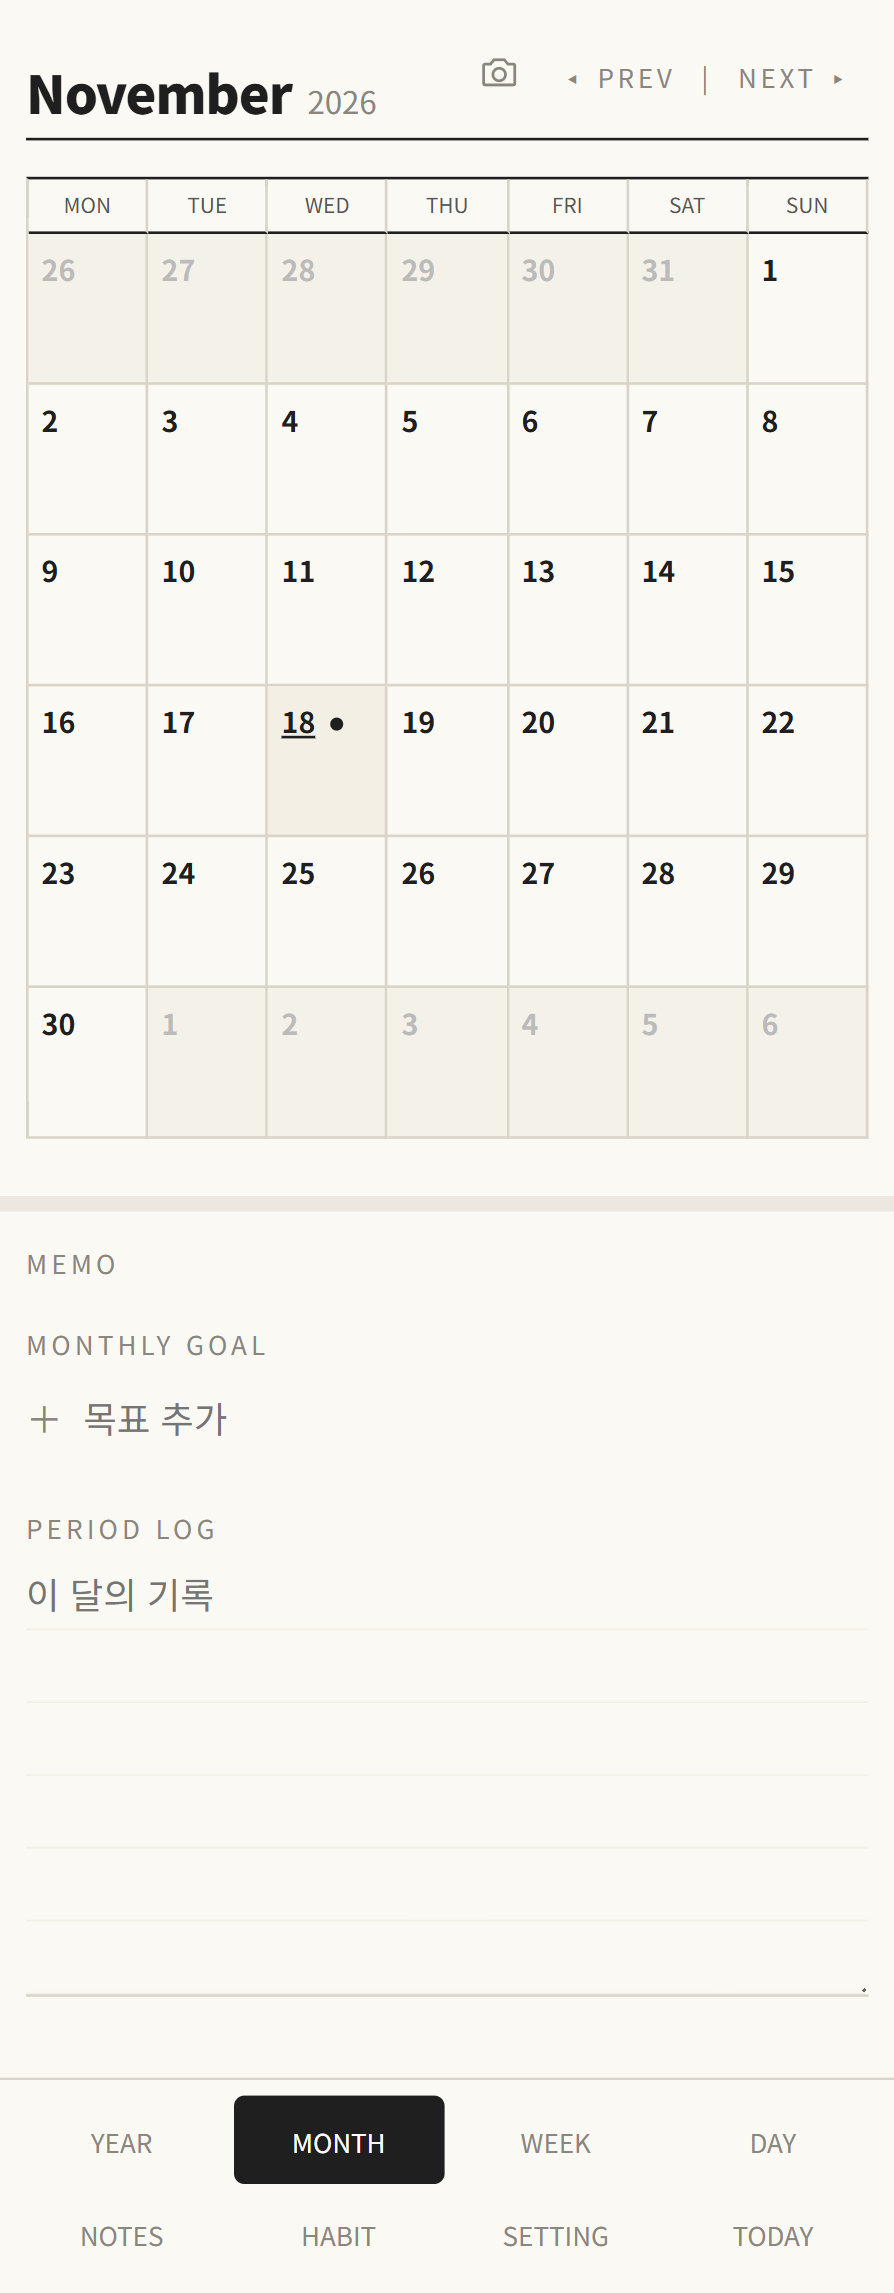 November 2026
◂ PREV | NEXT ▸
MON TUE WED THU FRI SAT SUN
26 27 28 29 30 31 1
2 3 4 5 6 7 8
9 10 11 12 13 14 15
16 17 18 ● 19 20 21 22
23 24 25 26 27 28 29
30 1 2 3 4 5 6
MEMO
MONTHLY GOAL
+ 목표 추가
PERIOD LOG
이 달의 기록
YEAR MONTH WEEK DAY
NOTES HABIT SETTING TODAY